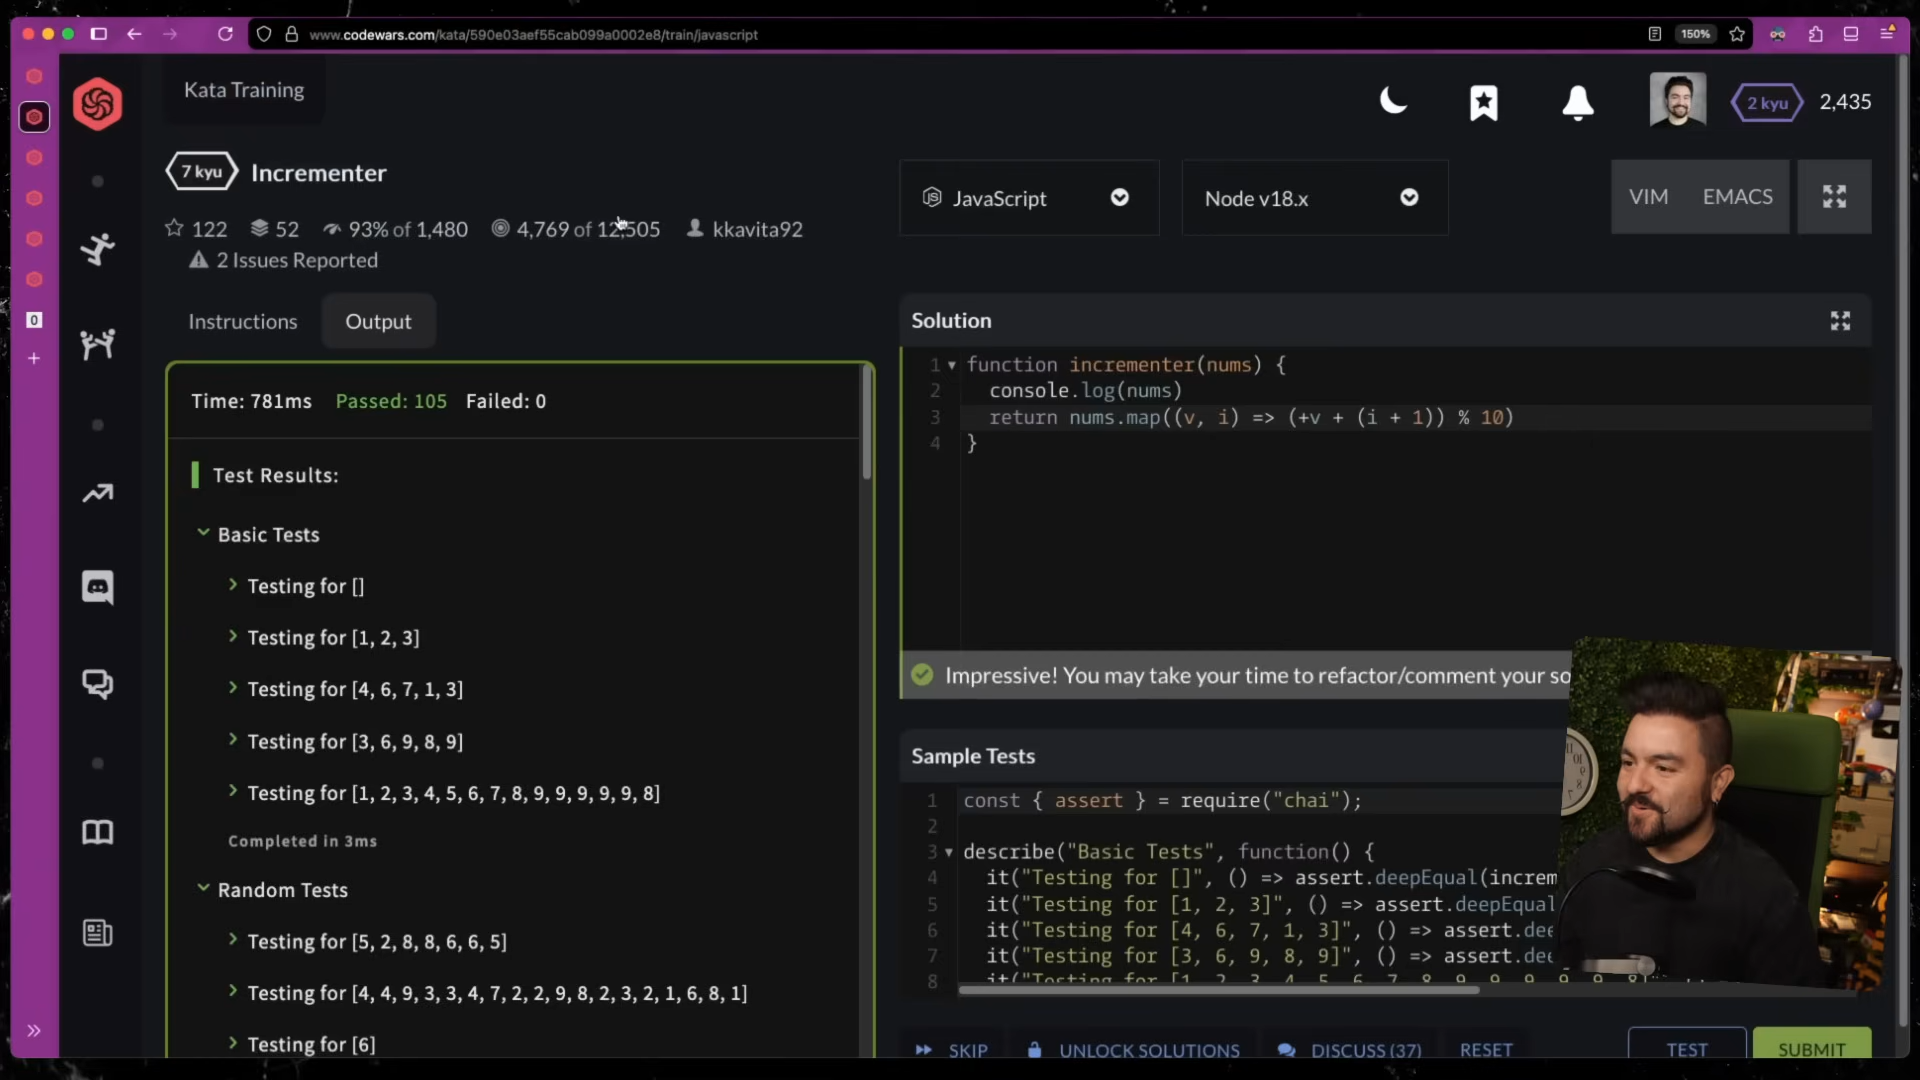 www.codewars.com/kata/590e03aef55cab099a0002e8/train/javascript
150%
Kata Training
2 kyu
2,435
7 kyu
Incrementer
122
52
93% of 1,480
4,769 of 12,505
kkavita92
2 Issues Reported
JavaScript
Node v18.x
VIM
EMACS
0
Instructions
Output
Time: 781ms Passed: 105 Failed: 0
Test Results:
Basic Tests
Testing for []
Testing for [1, 2, 3]
Testing for [4, 6, 7, 1, 3]
Testing for [3, 6, 9, 8, 9]
Testing for [1, 2, 3, 4, 5, 6, 7, 8, 9, 9, 9, 9, 9, 8]
Completed in 3ms
Random Tests
Testing for [5, 2, 8, 8, 6, 6, 5]
Testing for [4, 4, 9, 3, 3, 4, 7, 2, 2, 9, 8, 2, 3, 2, 1, 6, 8, 1]
Testing for [6]
Solution
1 function incrementer(nums) {
2 console.log(nums)
3 return nums.map((v, i) => (+v + (i + 1)) % 10)
4 }
Impressive! You may take your time to refactor/comment your so
Sample Tests
1 const { assert } = require("chai");
2
3 describe("Basic Tests", function() {
4 it("Testing for []", () => assert.deepEqual(increm
5 it("Testing for [1, 2, 3]", () => assert.deepEqual
6 it("Testing for [4, 6, 7, 1, 3]", () => assert.dee
7 it("Testing for [3, 6, 9, 8, 9]", () => assert.dee
8
SKIP
UNLOCK SOLUTIONS
DISCUSS (37)
RESET
TEST
SUBMIT